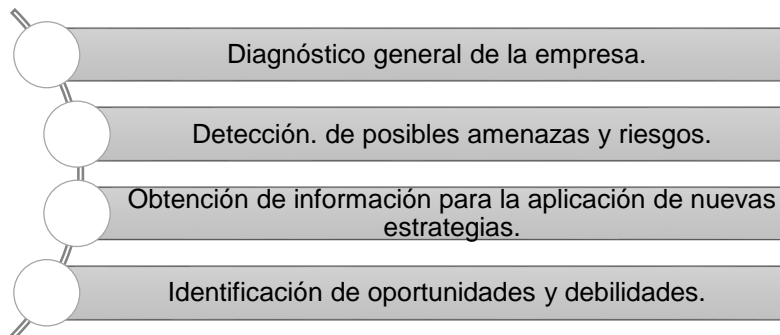 Diagnóstico general de la empresa.
Detección. de posibles amenazas y riesgos.
Obtención de información para la aplicación de nuevas
estrategias.
Identificación de oportunidades y debilidades.